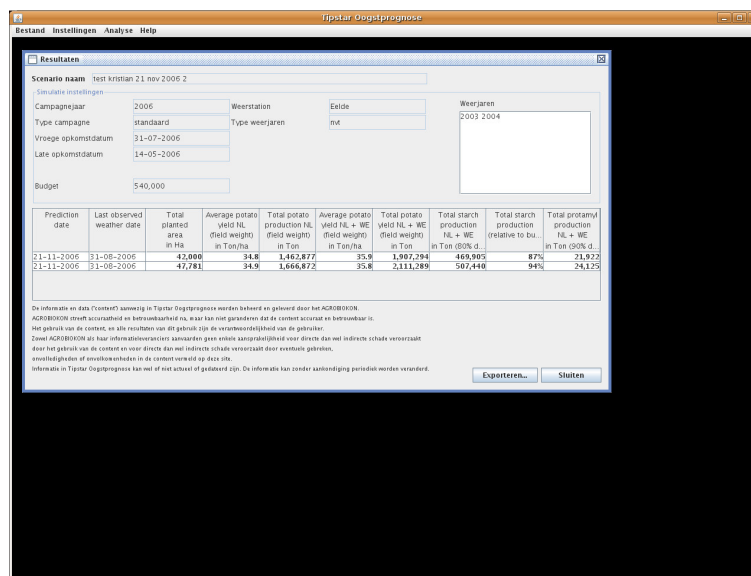 Tipstar Oogstprognose
Bestand Instellingen Analyse Help
Resultaten
Scenario naam test kristian 21 nov 2006 2
Simulatie instellingen
Campagnejaar 2006 Weerstation Eelde Weerjaren
Type campagne standaard Type weerjaren nvt 2003 2004
Vroege opkomstdatum 31-07-2006
Late opkomstdatum 14-05-2006
Budget 540,000
Prediction Last observed Total Average potato Total potato Average potato Total potato Total starch Total starch Total protamyl
date weather date planted yield NL production NL yield NL + WE yield NL + WE production production production
area (field weight) (field weight) (field weight) (field weight) NL + WE (relative to bu... NL + WE
in Ha in Ton/ha in Ton in Ton/ha in Ton in Ton (80% d... in Ton (90% d...
21-11-2006 31-08-2006 42,000 34.8 1,462,877 35.9 1,907,294 469,905 87% 21,922
21-11-2006 31-08-2006 47,781 34.9 1,666,872 35.8 2,111,289 507,440 94% 24,125
De informatie en data ("content") aanwezig in Tipstar Oogstprognose worden beheerd en geleverd door het AGROBIOKON.
AGROBIOKON streeft accuraatheid en betrouwbaarheid na, maar kan niet garanderen dat de content accuraat en betrouwbaar is.
Het gebruik van de content, en alle resultaten van dit gebruik zijn de verantwoordelijkheid van de gebruiker.
Zowel AGROBIOKON als haar informatieleveranciers aanvaarden geen enkele aansprakelijkheid voor directe dan wel indirecte schade veroorzaakt
door het gebruik van de content en voor directe dan wel indirecte schade veroorzaakt door eventuele gebreken,
onvolledigheden of onvolkomenheden in de content vermeld op deze site.
Informatie in Tipstar Oogstprognose kan wel of niet actueel of gedateerd zijn. De informatie kan zonder aankondiging periodiek worden veranderd.
Exporteren... Sluiten